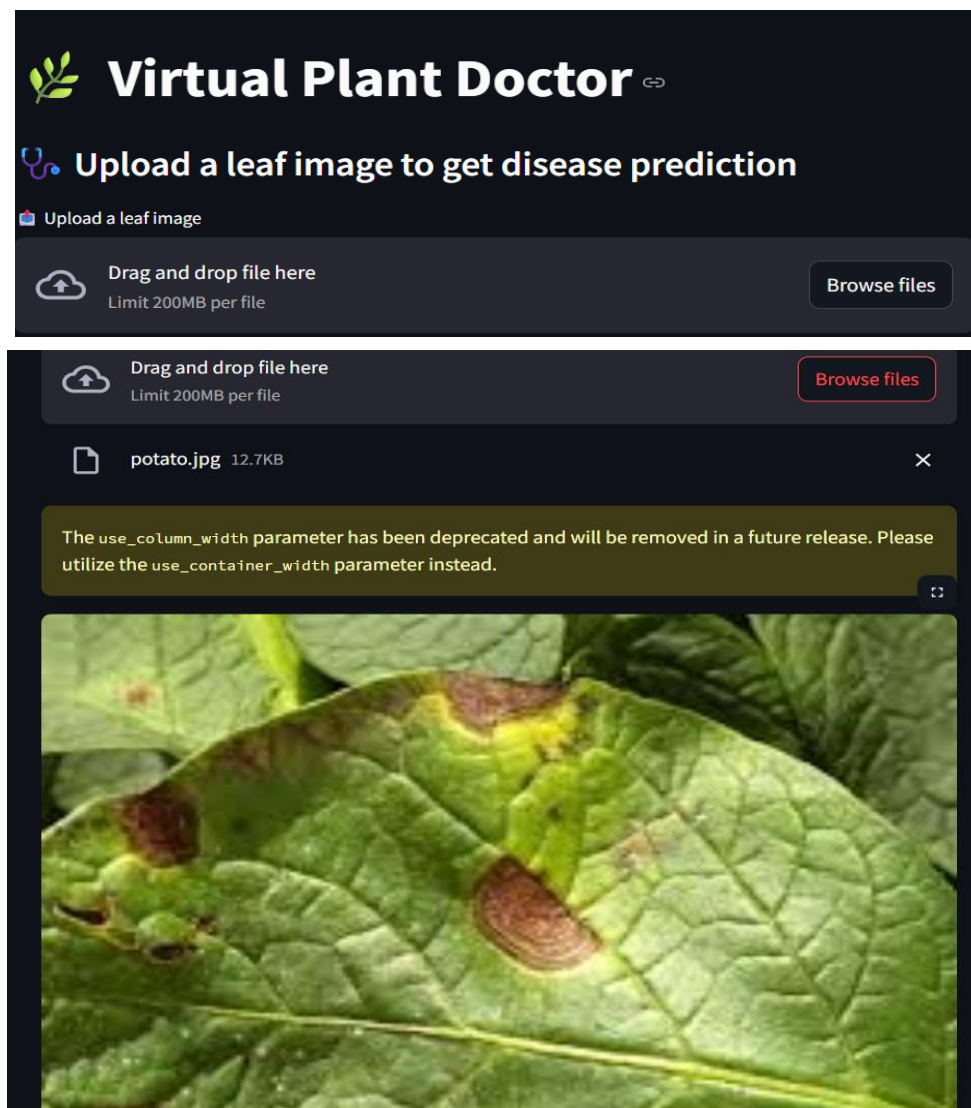 Virtual Plant Doctor
Upload a leaf image to get disease prediction
Upload a leaf image
Drag and drop file here
Limit 200MB per file
Browse files
Drag and drop file here
Limit 200MB per file
Browse files
potato.jpg 12.7KB
The use_column_width parameter has been deprecated and will be removed in a future release. Please
utilize the use_container_width parameter instead.